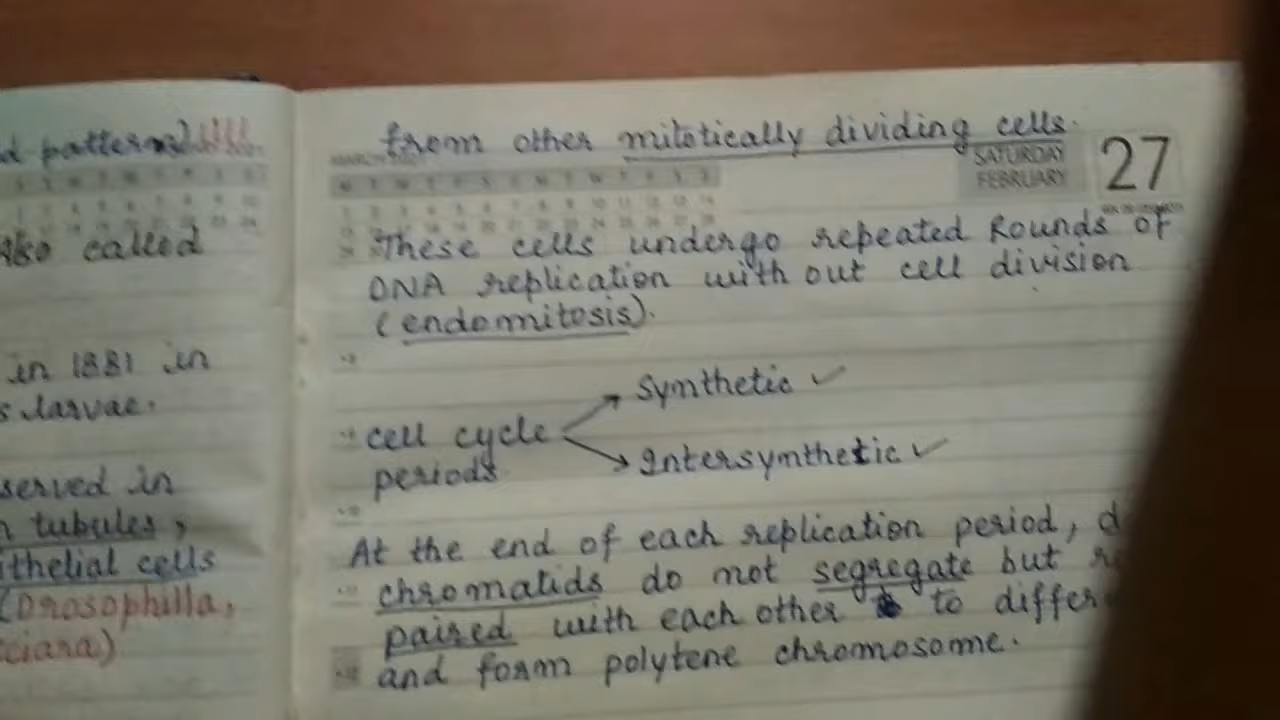 patterns)
Also called
in 1881 in
larvae.
served in
tubules,
ithelial cells
(Drosophilla,
ciara)
from other mitotically dividing cells.
SATURDAY
FEBRUARY
27
These cells undergo repeated Rounds of
DNA replication with out cell division
(endomitosis).
Synthetic ✓
cell cycle
periods
Intersynthetic ✓
At the end of each replication period,
chromatids do not segregate but
paired with each other to differ
and form polytene chromosome.